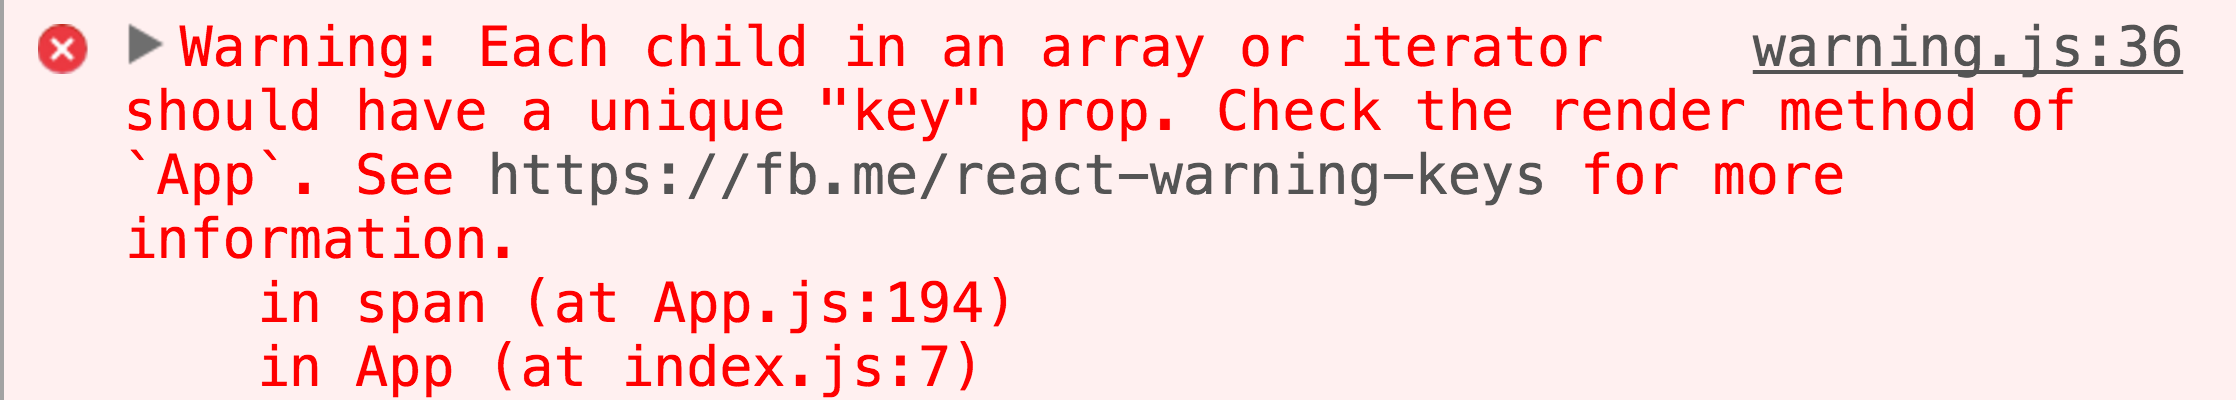 Warning: Each child in an array or iterator warning.js:36
should have a unique "key" prop. Check the render method of
`App`. See https://fb.me/react-warning-keys for more
information.
in span (at App.js:194)
in App (at index.js:7)